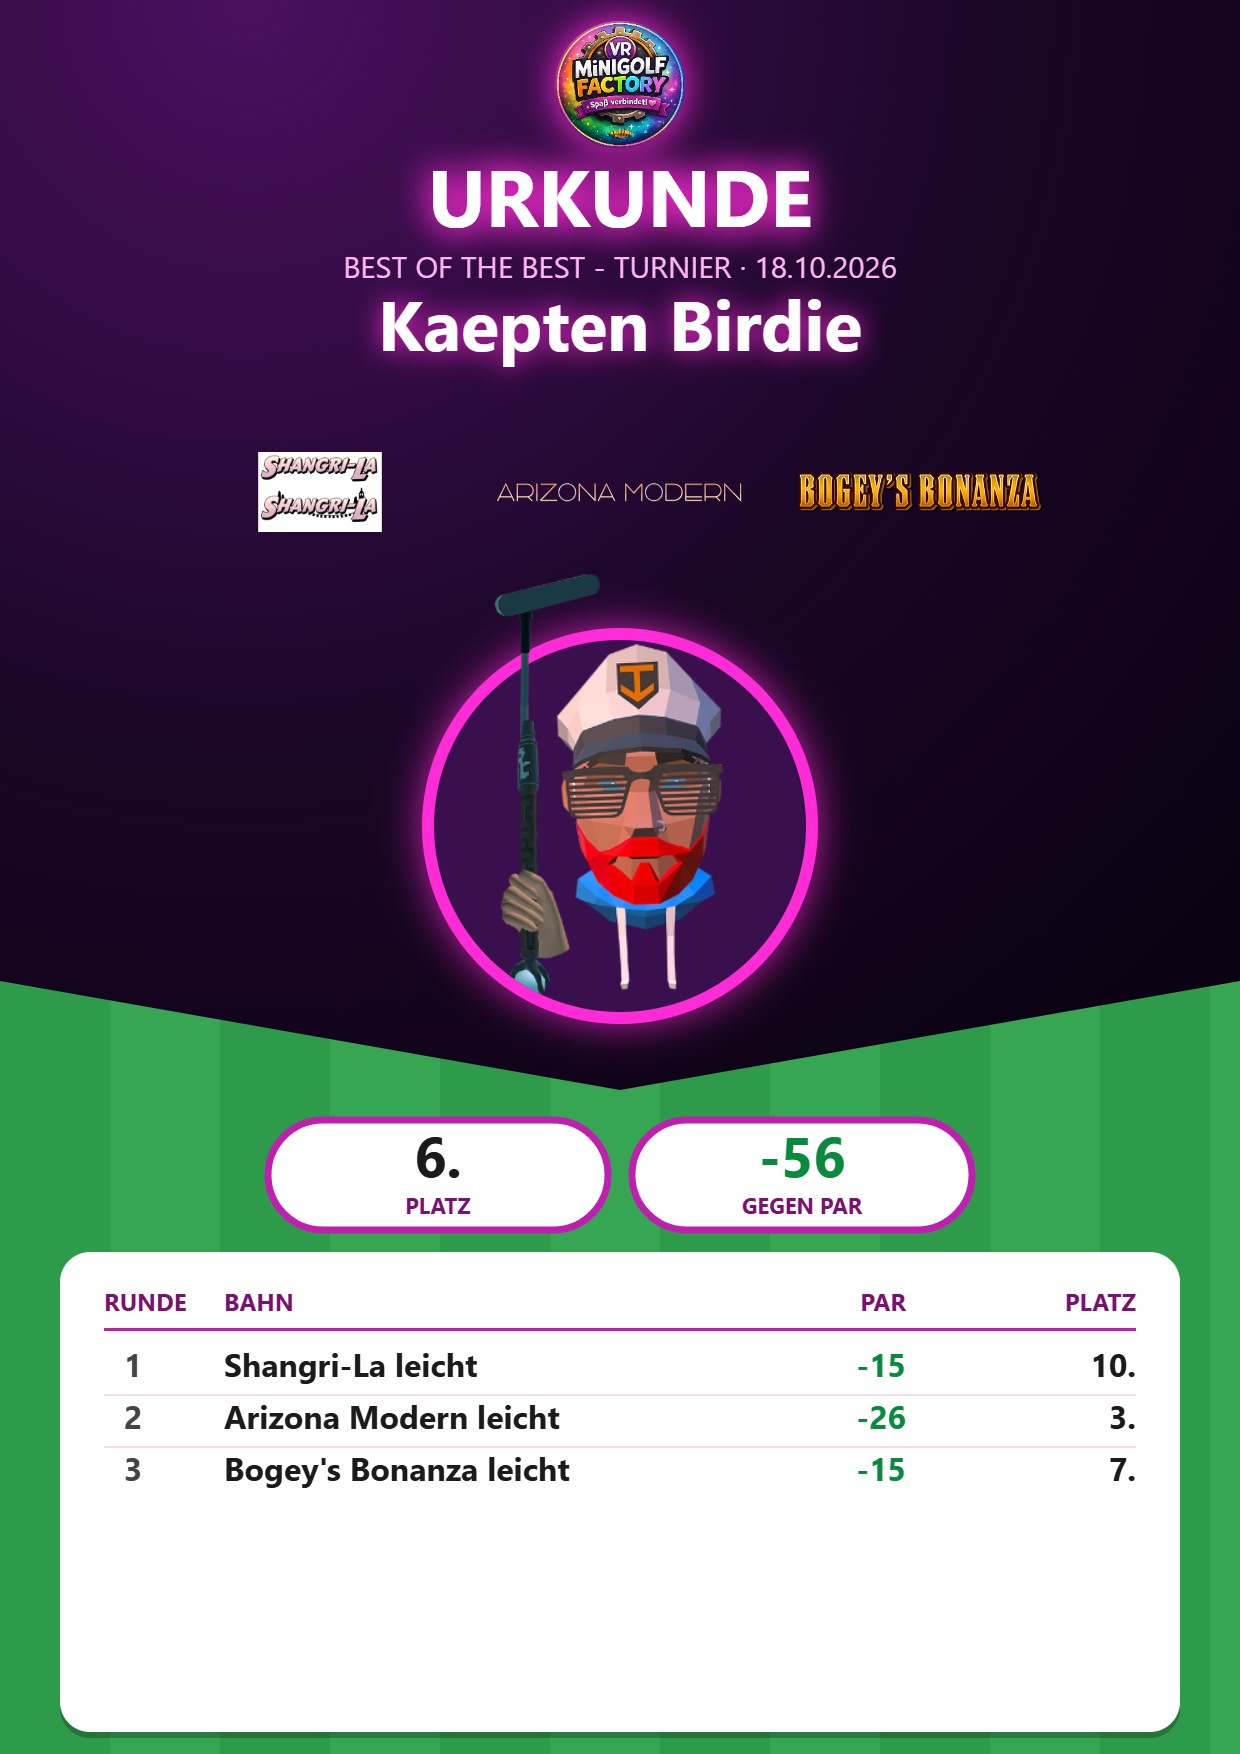 VR
MiNiGOLF
FACTORY
Spaß verbindet!
URKUNDE
BEST OF THE BEST - TURNIER · 18.10.2026
Kaepten Birdie
SHANGRI-LA
SHANGRI-LA
ARIZONA MODERN
BOGEY'S BONANZA
6.
PLATZ
-56
GEGEN PAR
RUNDE BAHN PAR PLATZ
1 Shangri-La leicht -15 10.
2 Arizona Modern leicht -26 3.
3 Bogey's Bonanza leicht -15 7.